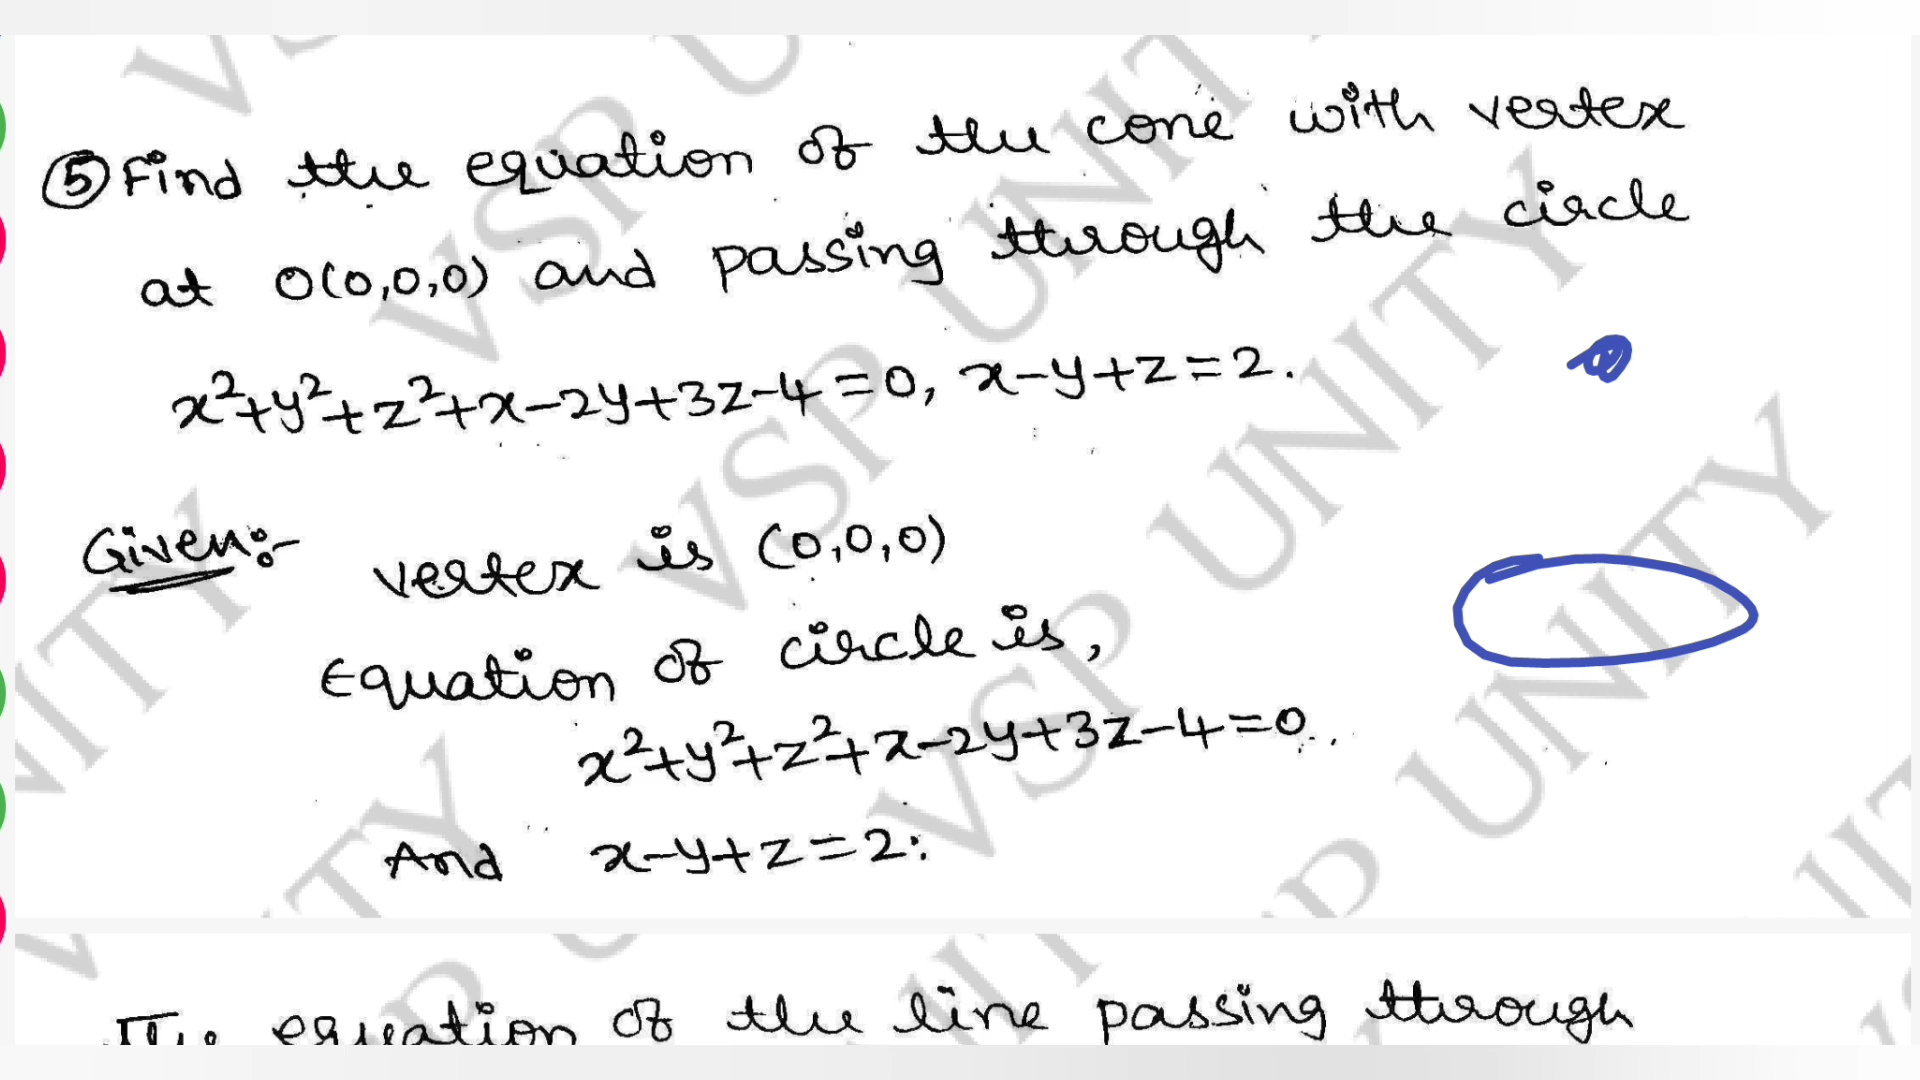 ⑤ Find the equation of the cone with vertex
at O(0,0,0) and passing through the circle
x²+y²+z²+x-2y+3z-4=0, x-y+z=2.
Given:- vertex is (0,0,0)
Equation of circle is,
x²+y²+z²+x-2y+3z-4=0.
And x-y+z=2.
The equation of the line passing through
VSP UNITY